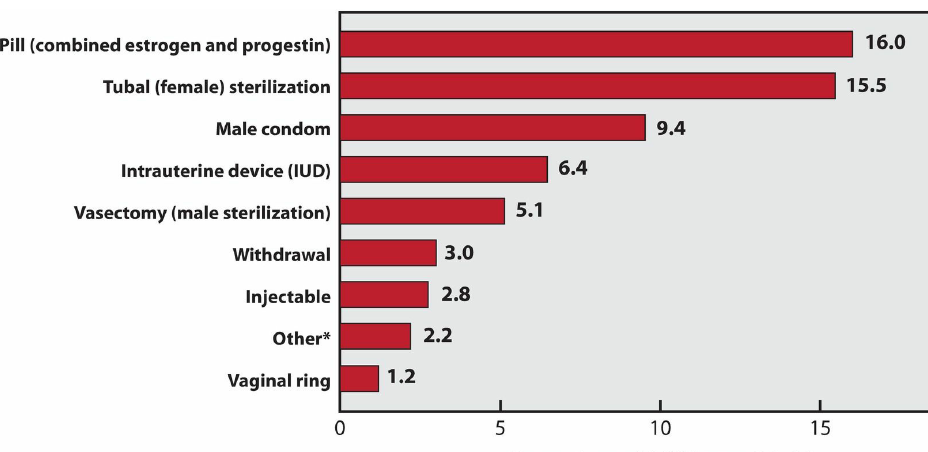 Pill (combined estrogen and progestin) 16.0
Tubal (female) sterilization 15.5
Male condom 9.4
Intrauterine device (IUD) 6.4
Vasectomy (male sterilization) 5.1
Withdrawal 3.0
Injectable 2.8
Other* 2.2
Vaginal ring 1.2
0 5 10 15